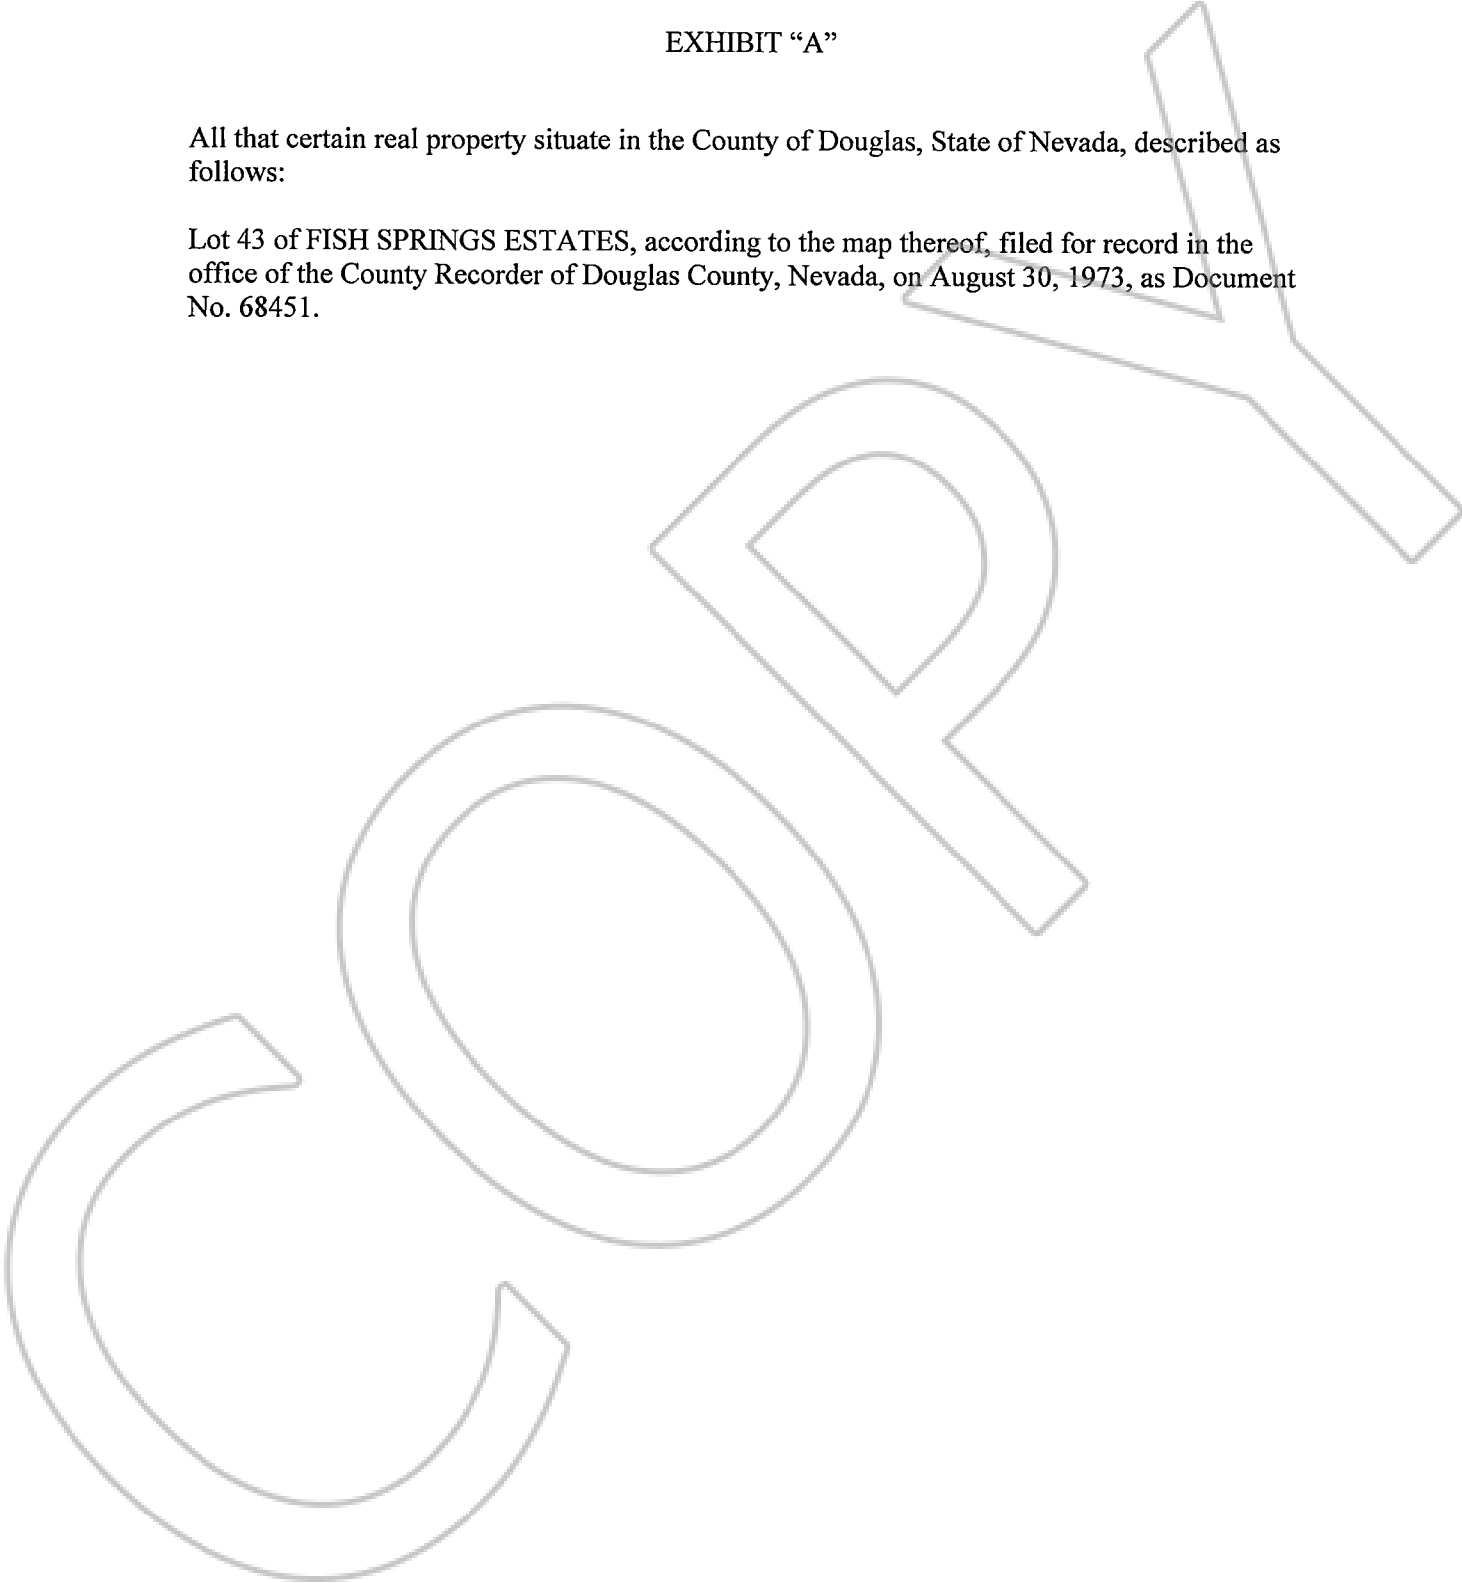 EXHIBIT “A”
All that certain real property situate in the County of Douglas, State of Nevada, described as
follows:
Lot 43 of FISH SPRINGS ESTATES, according to the map thereof, filed for record in the
office of the County Recorder of Douglas County, Nevada, on August 30, 1973, as Document
No. 68451.
COPY